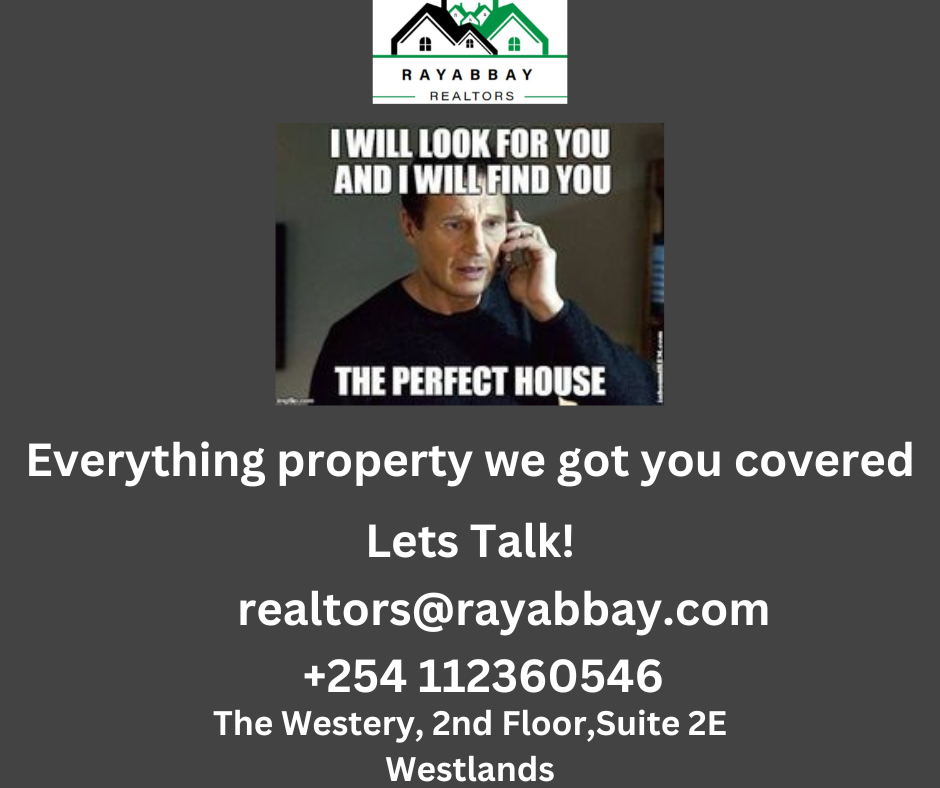 RAYABBAY
REALTORS
I WILL LOOK FOR YOU
AND I WILL FIND YOU
THE PERFECT HOUSE
imgflip.com
Everything property we got you covered
Lets Talk!
realtors@rayabbay.com
+254 112360546
The Westery, 2nd Floor,Suite 2E
Westlands